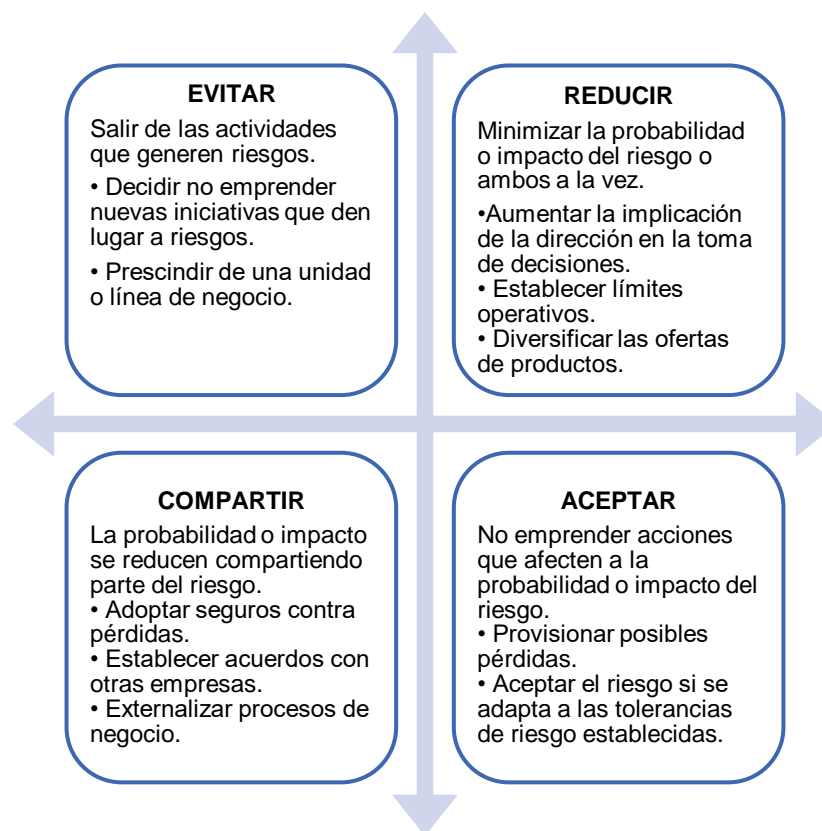 EVITAR
Salir de las actividades
que generen riesgos.
• Decidir no emprender
nuevas iniciativas que den
lugar a riesgos.
• Prescindir de una unidad
o línea de negocio.
REDUCIR
Minimizar la probabilidad
o impacto del riesgo o
ambos a la vez.
•Aumentar la implicación
de la dirección en la toma
de decisiones.
• Establecer límites
operativos.
• Diversificar las ofertas
de productos.
COMPARTIR
La probabilidad o impacto
se reducen compartiendo
parte del riesgo.
• Adoptar seguros contra
pérdidas.
• Establecer acuerdos con
otras empresas.
• Externalizar procesos de
negocio.
ACEPTAR
No emprender acciones
que afecten a la
probabilidad o impacto del
riesgo.
• Provisionar posibles
pérdidas.
• Aceptar el riesgo si se
adapta a las tolerancias
de riesgo establecidas.